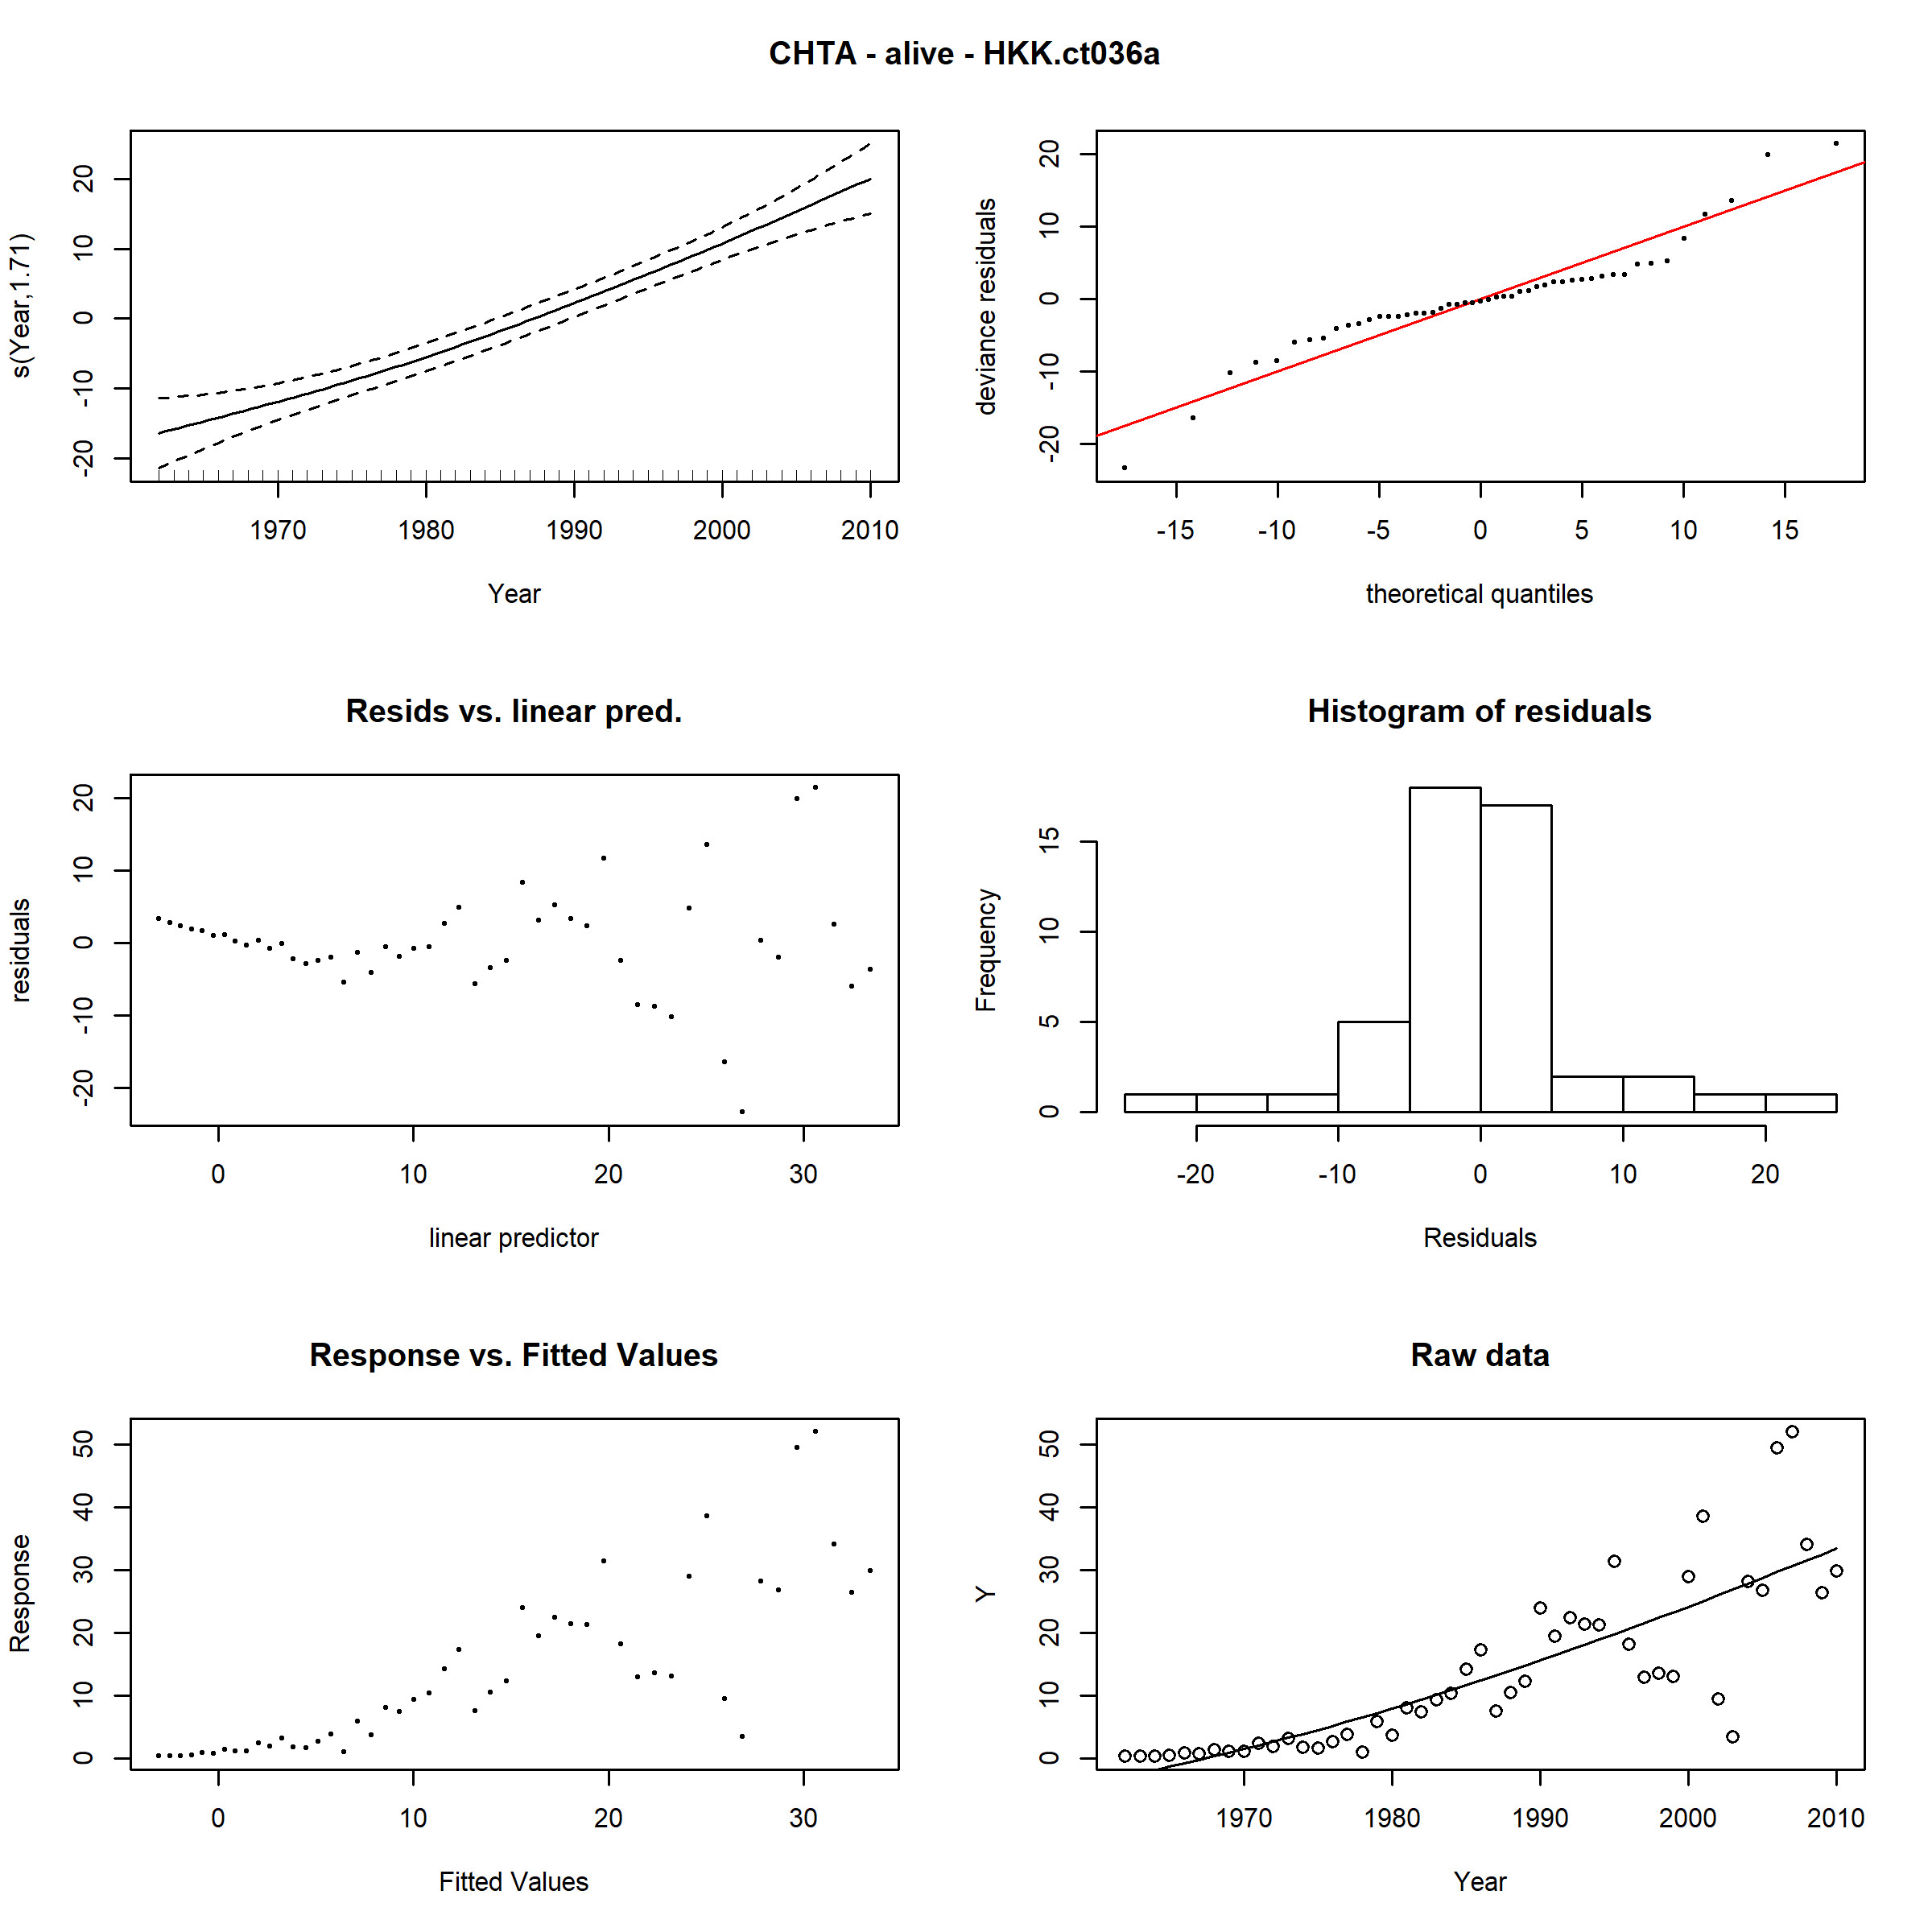 CHTA - alive - HKK.ct036a
s(Year,1.71)
20
10
0
-10
-20
1970 1980 1990 2000 2010
Year
deviance residuals
20
10
0
-10
-20
-15 -10 -5 0 5 10 15
theoretical quantiles
Resids vs. linear pred.
residuals
20
10
0
-10
-20
0 10 20 30
linear predictor
Histogram of residuals
Frequency
15
10
5
0
-20 -10 0 10 20
Residuals
Response vs. Fitted Values
Response
50
40
30
20
10
0
0 10 20 30
Fitted Values
Raw data
Y
50
40
30
20
10
0
1970 1980 1990 2000 2010
Year